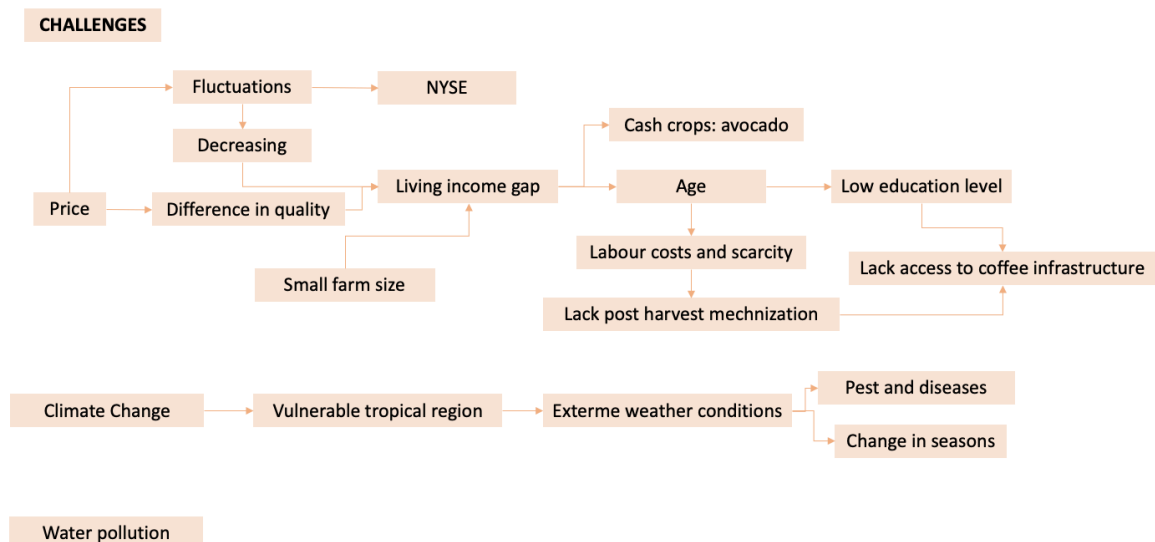 CHALLENGES
Fluctuations
NYSE
Cash crops: avocado
Decreasing
Living income gap
Age
Low education level
Price
Difference in quality
Labour costs and scarcity
Lack access to coffee infrastructure
Small farm size
Lack post harvest mechnization
Climate Change
Vulnerable tropical region
Exterme weather conditions
Pest and diseases
Change in seasons
Water pollution